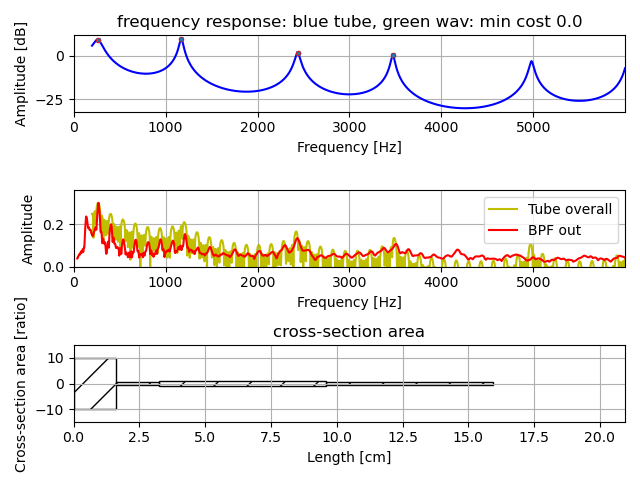 frequency response: blue tube, green wav: min cost 0.0
Amplitude [dB]
0
−25
0 1000 2000 3000 4000 5000
Frequency [Hz]
Amplitude
0.2
0.0
Tube overall
BPF out
0 1000 2000 3000 4000 5000
Frequency [Hz]
cross-section area
Cross-section area [ratio]
10
0
−10
0.0 2.5 5.0 7.5 10.0 12.5 15.0 17.5 20.0
Length [cm]